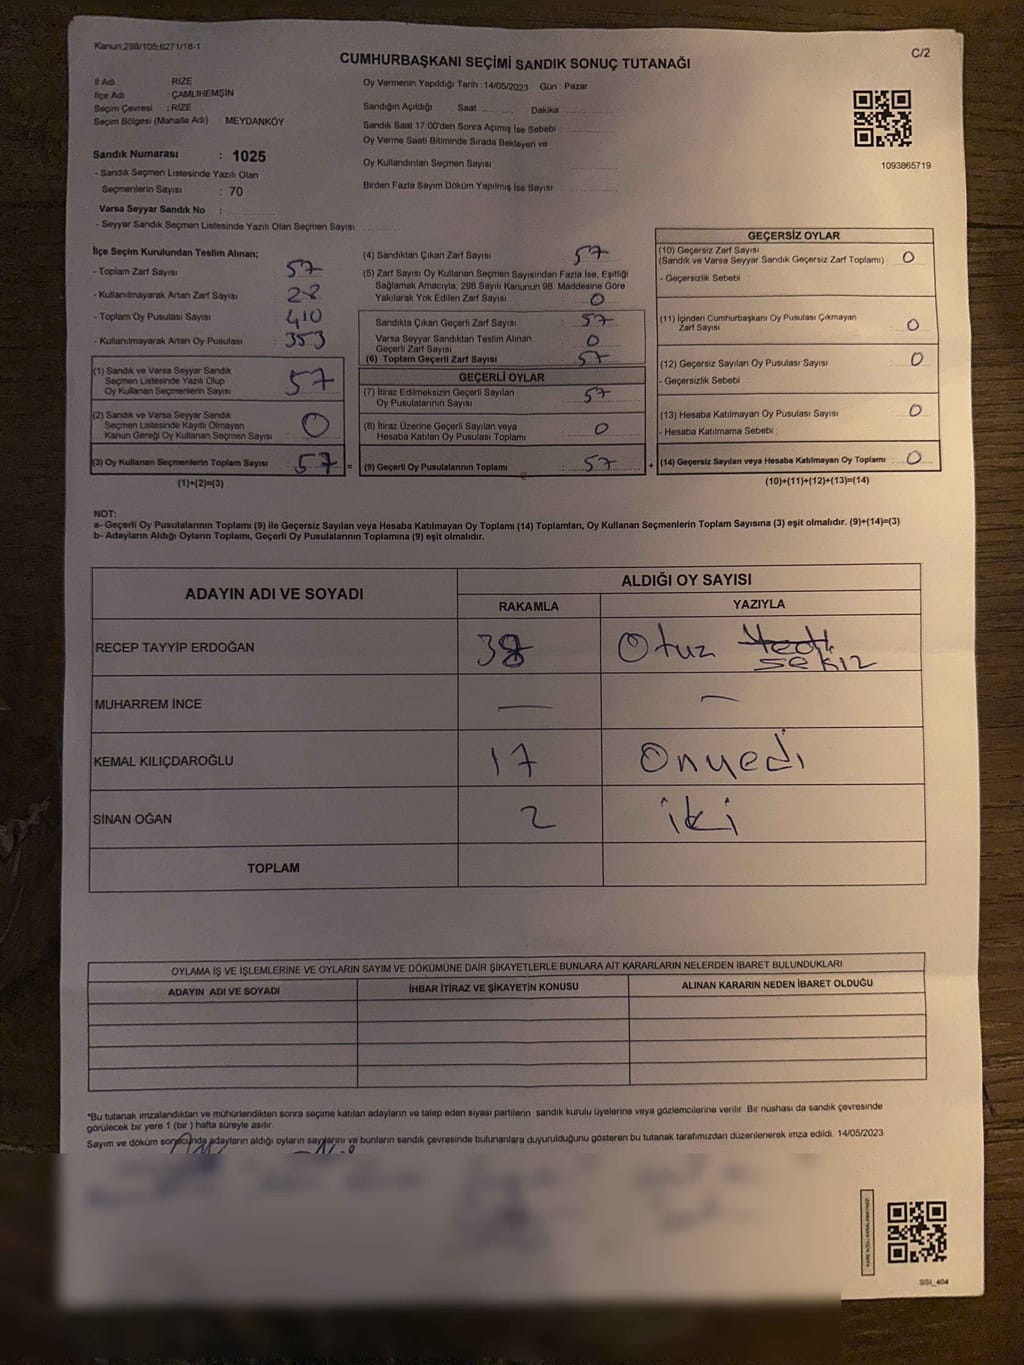 Kanun:298/105;6271/18-1
C/2
CUMHURBAŞKANI SEÇİMİ SANDIK SONUÇ TUTANAĞI
İl Adı RİZE
İlçe Adı ÇAMLIHEMŞİN
Seçim Çevresi : RİZE
Seçim Bölgesi (Mahalle Adı) : MEYDANKÖY
Sandık Numarası : 1025
- Sandık Seçmen Listesinde Yazılı Olan
Seçmenlerin Sayısı : 70
Varsa Seyyar Sandık No :
- Seyyar Sandık Seçmen Listesinde Yazılı Olan Seçmen Sayısı:
Oy Vermenin Yapıldığı Tarih : 14/05/2023 Gün : Pazar
Sandığın Açıldığı Saat Dakika
Sandık Saat 17:00'den Sonra Açımış İse Sebebi :
Oy Verme Saati Bitiminde Sırada Bekleyen ve
Oy Kullandırılan Seçmen Sayısı
Birden Fazla Sayım Döküm Yapılmış İse Sayısı
1093865719
İlçe Seçim Kurulundan Teslim Alınan;
- Toplam Zarf Sayısı : 57
- Kullanılmayarak Artan Zarf Sayısı : 28
- Toplam Oy Pusulası Sayısı : 410
- Kullanılmayarak Artan Oy Pusulası : 353
(1) Sandık ve Varsa Seyyar Sandık
Seçmen Listesinde Yazılı Olup
Oy Kullanan Seçmenlerin Sayısı : 57
(2) Sandık ve Varsa Seyyar Sandık
Seçmen Listesinde Kayıtlı Olmayan
Kanun Gereği Oy Kullanan Seçmen Sayısı : 0
(3) Oy Kullanan Seçmenlerin Toplam Sayısı : 57 =
(1)+(2)=(3)
(4) Sandıktan Çıkan Zarf Sayısı : 57
(5) Zarf Sayısı Oy Kullanan Seçmen Sayısından Fazla İse, Eşitliği
Sağlamak Amacıyla; 298 Sayılı Kanunun 98. Maddesine Göre
Yakılarak Yok Edilen Zarf Sayısı : 0
Sandıkta Çıkan Geçerli Zarf Sayısı : 57
Varsa Seyyar Sandıktan Teslim Alınan
Geçerli Zarf Sayısı : 0
(6) Toplam Geçerli Zarf Sayısı : 57
GEÇERLİ OYLAR
(7) İtiraz Edilmeksizin Geçerli Sayılan
Oy Pusulalarının Sayısı : 57
(8) İtiraz Üzerine Geçerli Sayılan veya
Hesaba Katılan Oy Pusulası Toplamı : 0
(9) Geçerli Oy Pusulalarının Toplamı : 57 +
GEÇERSİZ OYLAR
(10) Geçersiz Zarf Sayısı
(Sandık ve Varsa Seyyar Sandık Geçersiz Zarf Toplamı) : 0
- Geçersizlik Sebebi :
(11) İçinden Cumhurbaşkanı Oy Pusulası Çıkmayan
Zarf Sayısı : 0
(12) Geçersiz Sayılan Oy Pusulası Sayısı : 0
- Geçersizlik Sebebi :
(13) Hesaba Katılmayan Oy Pusulası Sayısı : 0
- Hesaba Katılmama Sebebi :
(14) Geçersiz Sayılan veya Hesaba Katılmayan Oy Toplamı : 0
(10)+(11)+(12)+(13)=(14)
NOT:
a- Geçerli Oy Pusulalarının Toplamı (9) ile Geçersiz Sayılan veya Hesaba Katılmayan Oy Toplamı (14) Toplamları, Oy Kullanan Seçmenlerin Toplam Sayısına (3) eşit olmalıdır. (9)+(14)=(3)
b- Adayların Aldığı Oyların Toplamı, Geçerli Oy Pusulalarının Toplamına (9) eşit olmalıdır.
ADAYIN ADI VE SOYADI ALDIĞI OY SAYISI
RAKAMLA YAZIYLA
RECEP TAYYİP ERDOĞAN 38 Otuz Yedi
sekiz
MUHARREM İNCE — —
KEMAL KILIÇDAROĞLU 17 Onyedi
SİNAN OĞAN 2 iki
TOPLAM
OYLAMA İŞ VE İŞLEMLERİNE VE OYLARIN SAYIM VE DÖKÜMÜNE DAİR ŞİKAYETLERLE BUNLARA AİT KARARLARIN NELERDEN İBARET BULUNDUKLARI
ADAYIN ADI VE SOYADI İHBAR İTİRAZ VE ŞİKAYETİN KONUSU ALINAN KARARIN NEDEN İBARET OLDUĞU
*Bu tutanak imzalandıktan ve mühürlendikten sonra seçime katılan adayların ve talep eden siyasi partilerin sandık kurulu üyelerine veya gözlemcilerine verilir. Bir nüshası da sandık çevresinde
görülecek bir yere 1 (bir) hafta süreyle asılır.
Sayım ve döküm sonucunda adayların aldığı oyların sayılarını ve bunların sandık çevresinde bulunanlara duyurulduğunu gösteren bu tutanak tarafımızdan düzenlenerek imza edildi. 14/05/2023
SSI_404